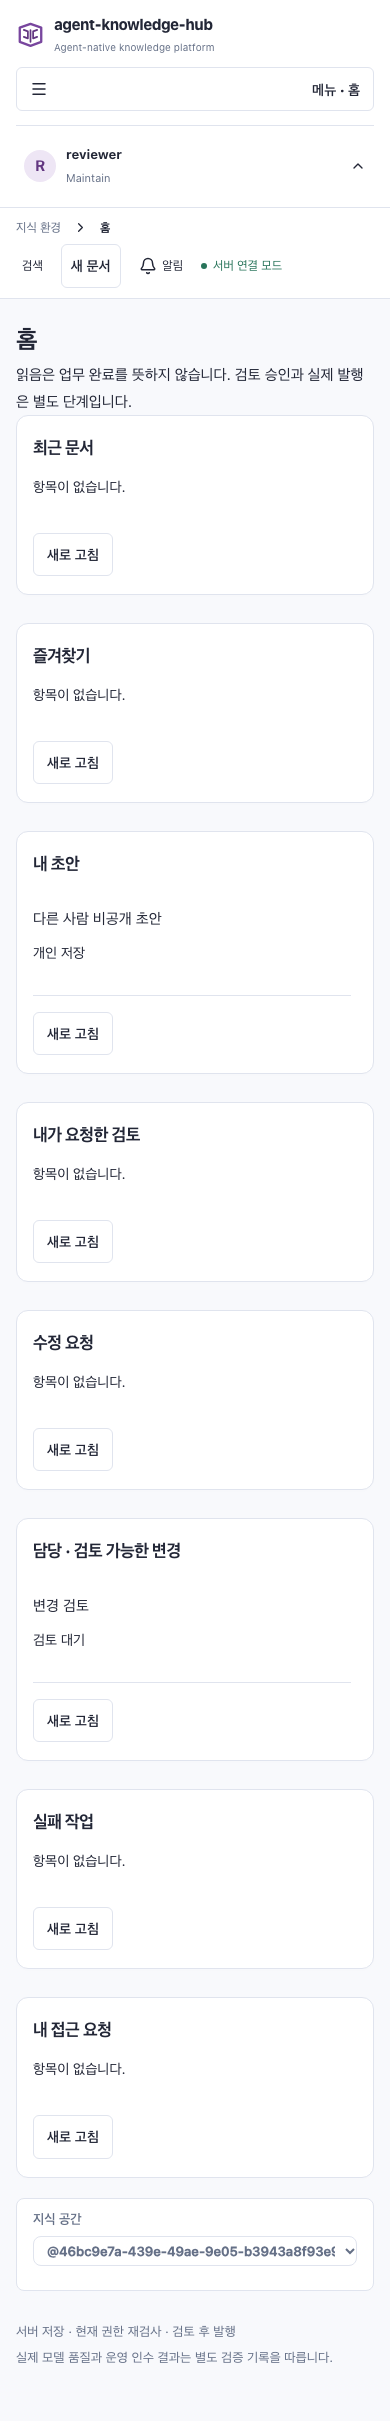 agent-knowledge-hub
Agent-native knowledge platform
메뉴 · 홈
R
reviewer
Maintain
지식 환경
홈
검색
새 문서
알림
서버 연결 모드
홈
읽음은 업무 완료를 뜻하지 않습니다. 검토 승인과 실제 발행
은 별도 단계입니다.
최근 문서
항목이 없습니다.
새로 고침
즐겨찾기
항목이 없습니다.
새로 고침
내 초안
다른 사람 비공개 초안
개인 저장
새로 고침
내가 요청한 검토
항목이 없습니다.
새로 고침
수정 요청
항목이 없습니다.
새로 고침
담당 · 검토 가능한 변경
변경 검토
검토 대기
새로 고침
실패 작업
항목이 없습니다.
새로 고침
내 접근 요청
항목이 없습니다.
새로 고침
지식 공간
@46bc9e7a-439e-49ae-9e05-b3943a8f93e9
서버 저장 · 현재 권한 재검사 · 검토 후 발행
실제 모델 품질과 운영 인수 결과는 별도 검증 기록을 따릅니다.